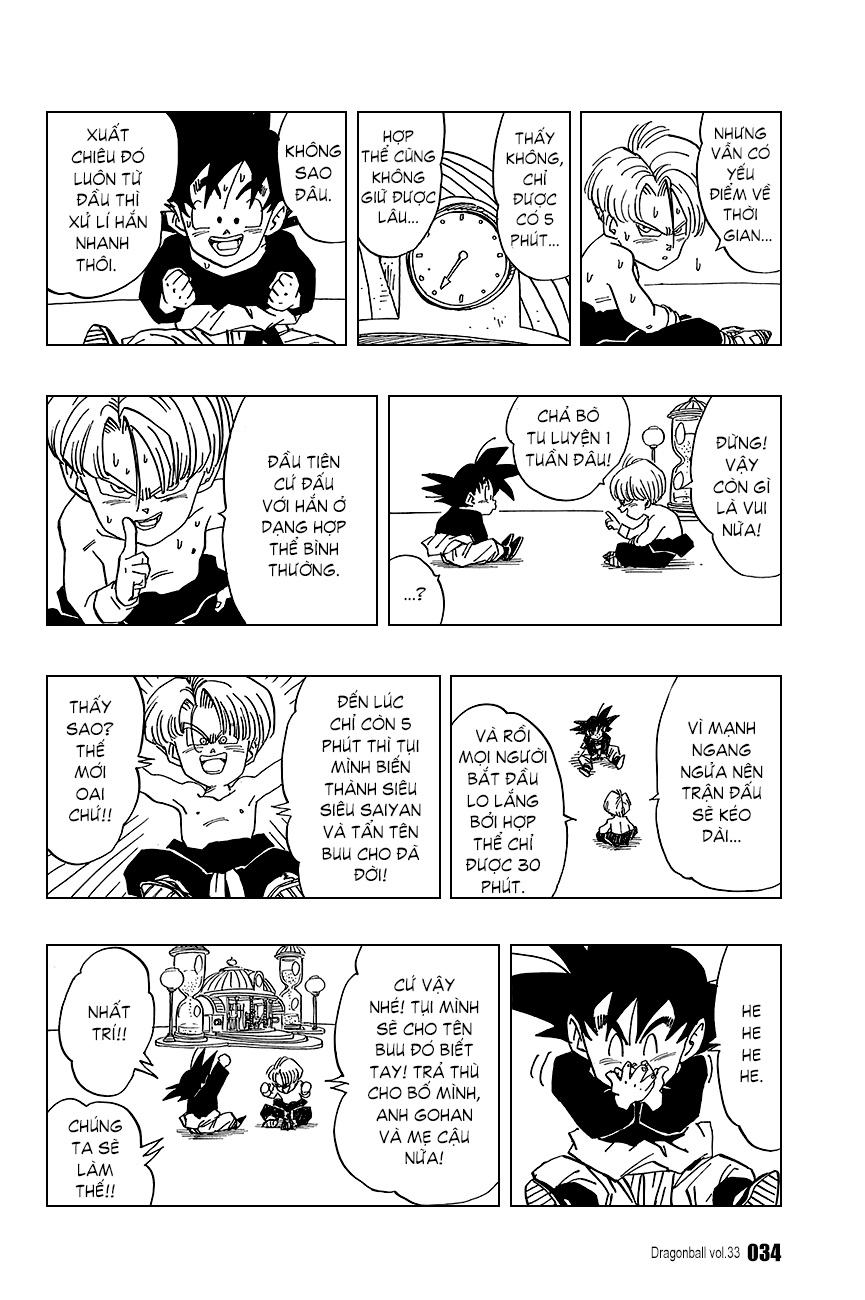 NHƯNG
VẪN CÓ
YẾU
ĐIỂM VỀ
THỜI
GIAN...
THẤY
KHÔNG,
CHỈ
ĐƯỢC
CÓ 5
PHÚT...
HỢP
THỂ CŨNG
KHÔNG
GIỮ ĐƯỢC
LÂU...
KHÔNG
SAO
ĐÂU.
XUẤT
CHIÊU ĐÓ
LUÔN TỪ
ĐẦU THÌ
XỬ LÍ HẮN
NHANH
THÔI.
ĐỪNG!
VẬY
CÒN GÌ
LÀ VUI
NỮA!
CHẢ BÕ
TU LUYỆN 1
TUẦN ĐÂU!
...?
ĐẦU TIÊN
CỨ ĐẤU
VỚI HẮN Ở
DẠNG HỢP
THỂ BÌNH
THƯỜNG.
VÌ MẠNH
NGANG
NGỬA NÊN
TRẬN ĐẤU
SẼ KÉO
DÀI...
VÀ RỒI
MỌI NGƯỜI
BẮT ĐẦU
LO LẮNG
BỞI HỢP
THỂ CHỈ
ĐƯỢC 30
PHÚT.
ĐẾN LÚC
CHỈ CÒN 5
PHÚT THÌ TỤI
MÌNH BIẾN
THÀNH SIÊU
SIÊU SAIYAN
VÀ TẨN TÊN
BUU CHO ĐÃ
ĐỜI!
THẤY
SAO?
THẾ
MỚI
OAI
CHỨ!!
HE
HE
HE
HE.
CỨ VẬY
NHÉ! TỤI MÌNH
SẼ CHO TÊN
BUU ĐÓ BIẾT
TAY! TRẢ THÙ
CHO BỐ MÌNH,
ANH GOHAN
VÀ MẸ CẬU
NỮA!
NHẤT
TRÍ!!
CHÚNG
TA SẼ
LÀM
THẾ!!
Dragonball vol.33 034